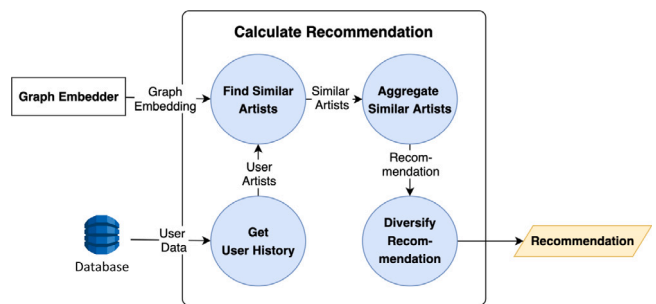 Calculate Recommendation
Graph Embedder
Graph
Embedding
Find Similar
Artists
Similar
Artists
Aggregate
Similar Artists
User
Artists
Recom-
mendation
Database
User
Data
Get
User History
Diversify
Recom-
mendation
Recommendation